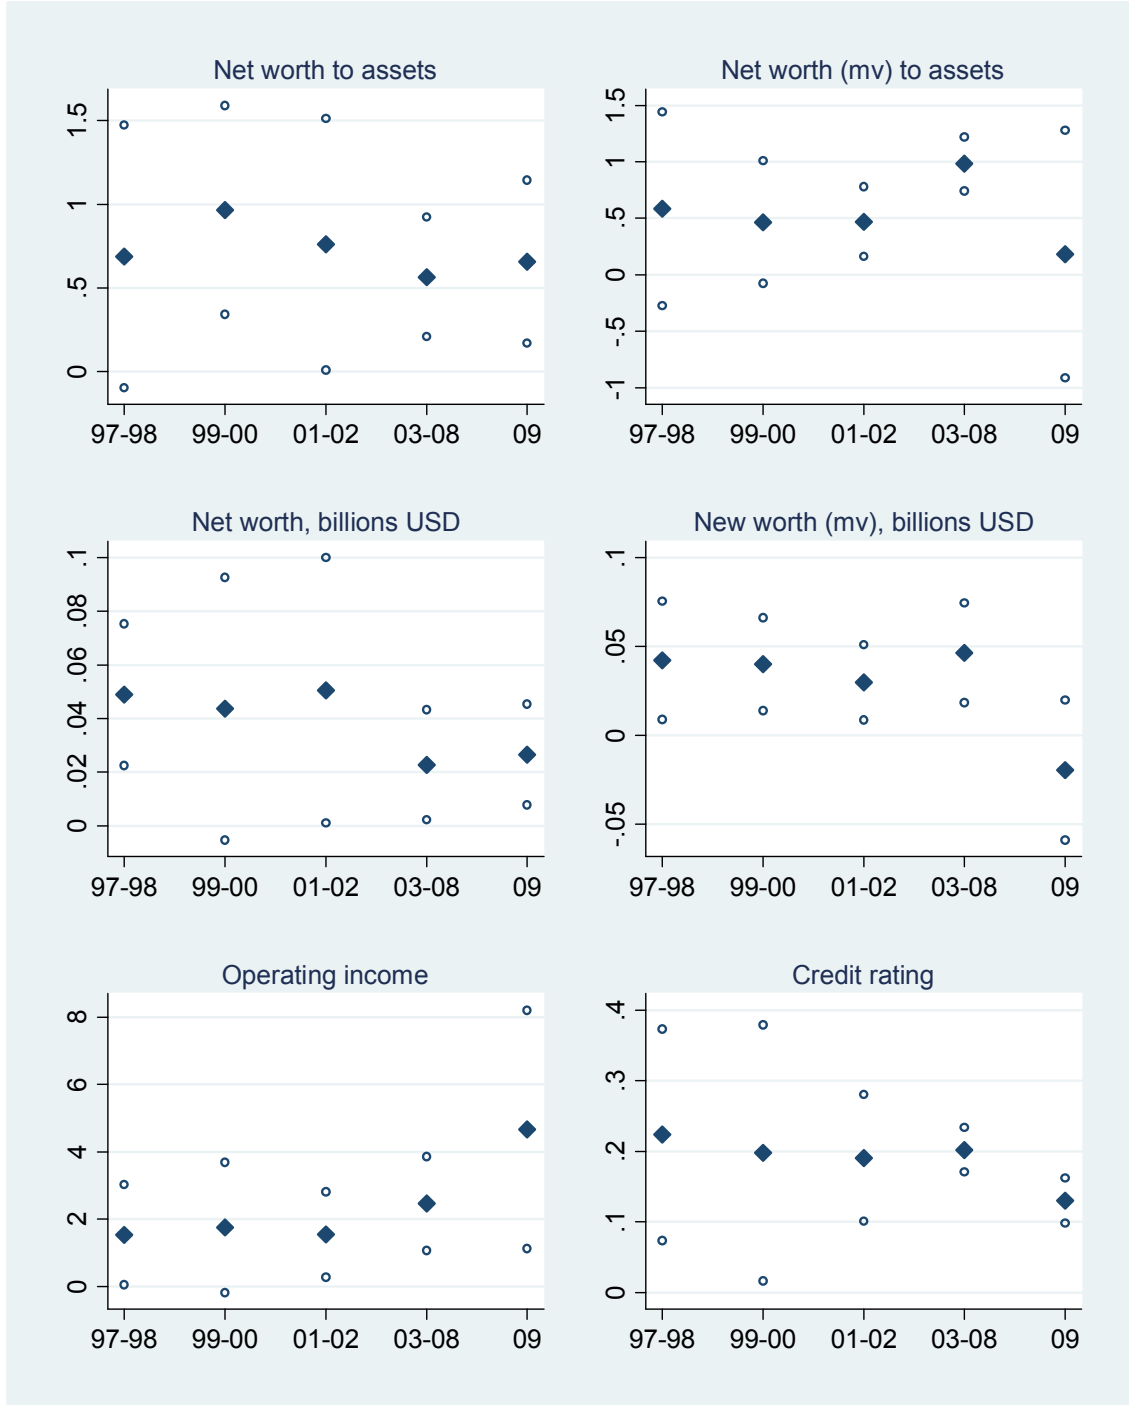 Net worth to assets
1.5
1
.5
0
97-98 99-00 01-02 03-08 09
Net worth (mv) to assets
1.5
1
.5
0
-.5
-1
97-98 99-00 01-02 03-08 09
Net worth, billions USD
.1
.08
.06
.04
.02
0
97-98 99-00 01-02 03-08 09
New worth (mv), billions USD
.1
.05
0
-.05
97-98 99-00 01-02 03-08 09
Operating income
8
6
4
2
0
97-98 99-00 01-02 03-08 09
Credit rating
.4
.3
.2
.1
0
97-98 99-00 01-02 03-08 09